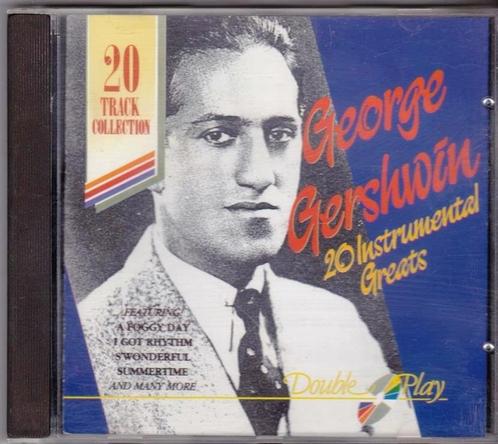 20
TRACK
COLLECTION
George
Gershwin
20 Instrumental
Greats
FEATURING
A FOGGY DAY
I GOT RHYTHM
S'WONDERFUL
SUMMERTIME
AND MANY MORE
Double Play